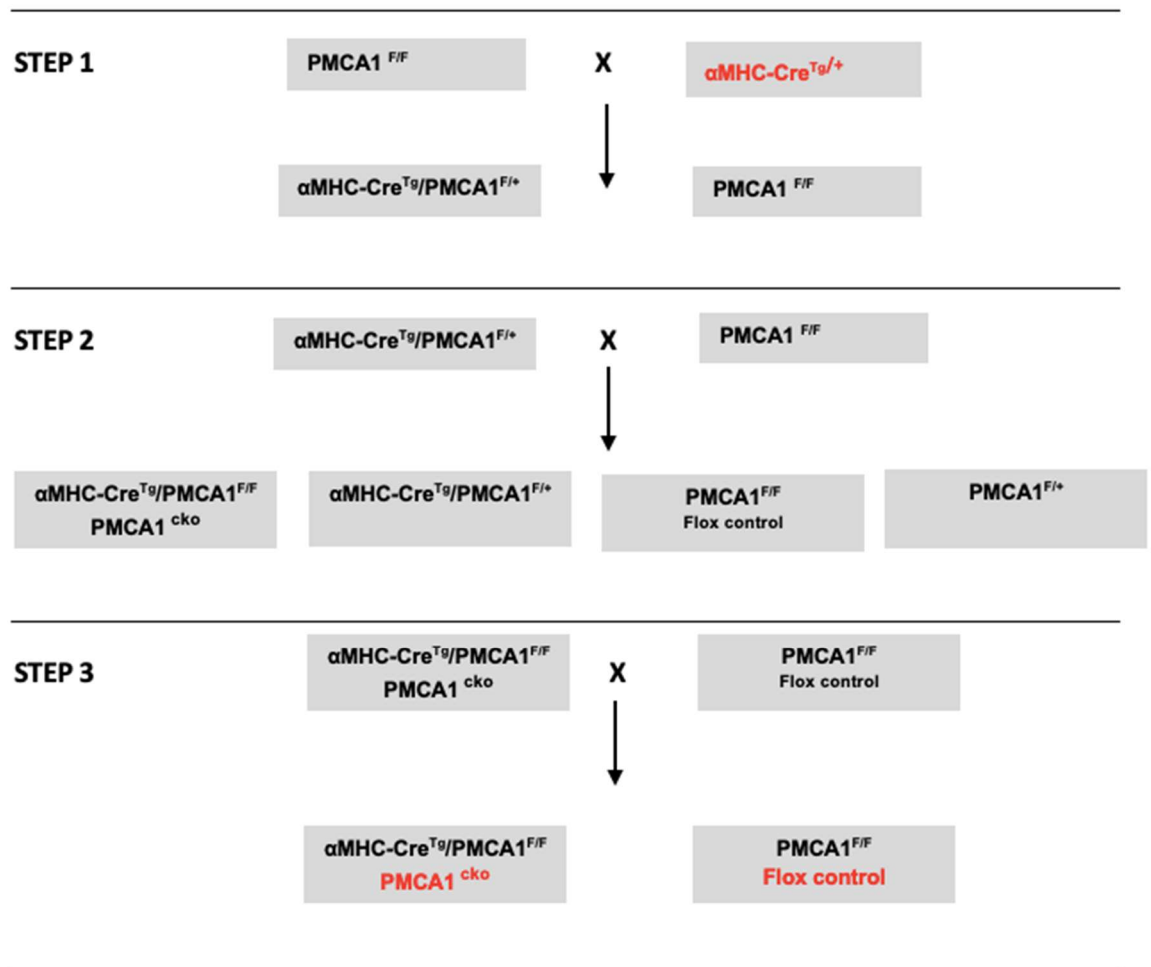 STEP 1
PMCA1 F/F
X
αMHC-CreTg/+
αMHC-CreTg/PMCA1F/+
PMCA1 F/F
STEP 2
αMHC-CreTg/PMCA1F/+
X
PMCA1 F/F
αMHC-CreTg/PMCA1F/F
PMCA1 cko
αMHC-CreTg/PMCA1F/+
PMCA1F/F
Flox control
PMCA1F/+
STEP 3
αMHC-CreTg/PMCA1F/F
PMCA1 cko
X
PMCA1F/F
Flox control
αMHC-CreTg/PMCA1F/F
PMCA1 cko
PMCA1F/F
Flox control